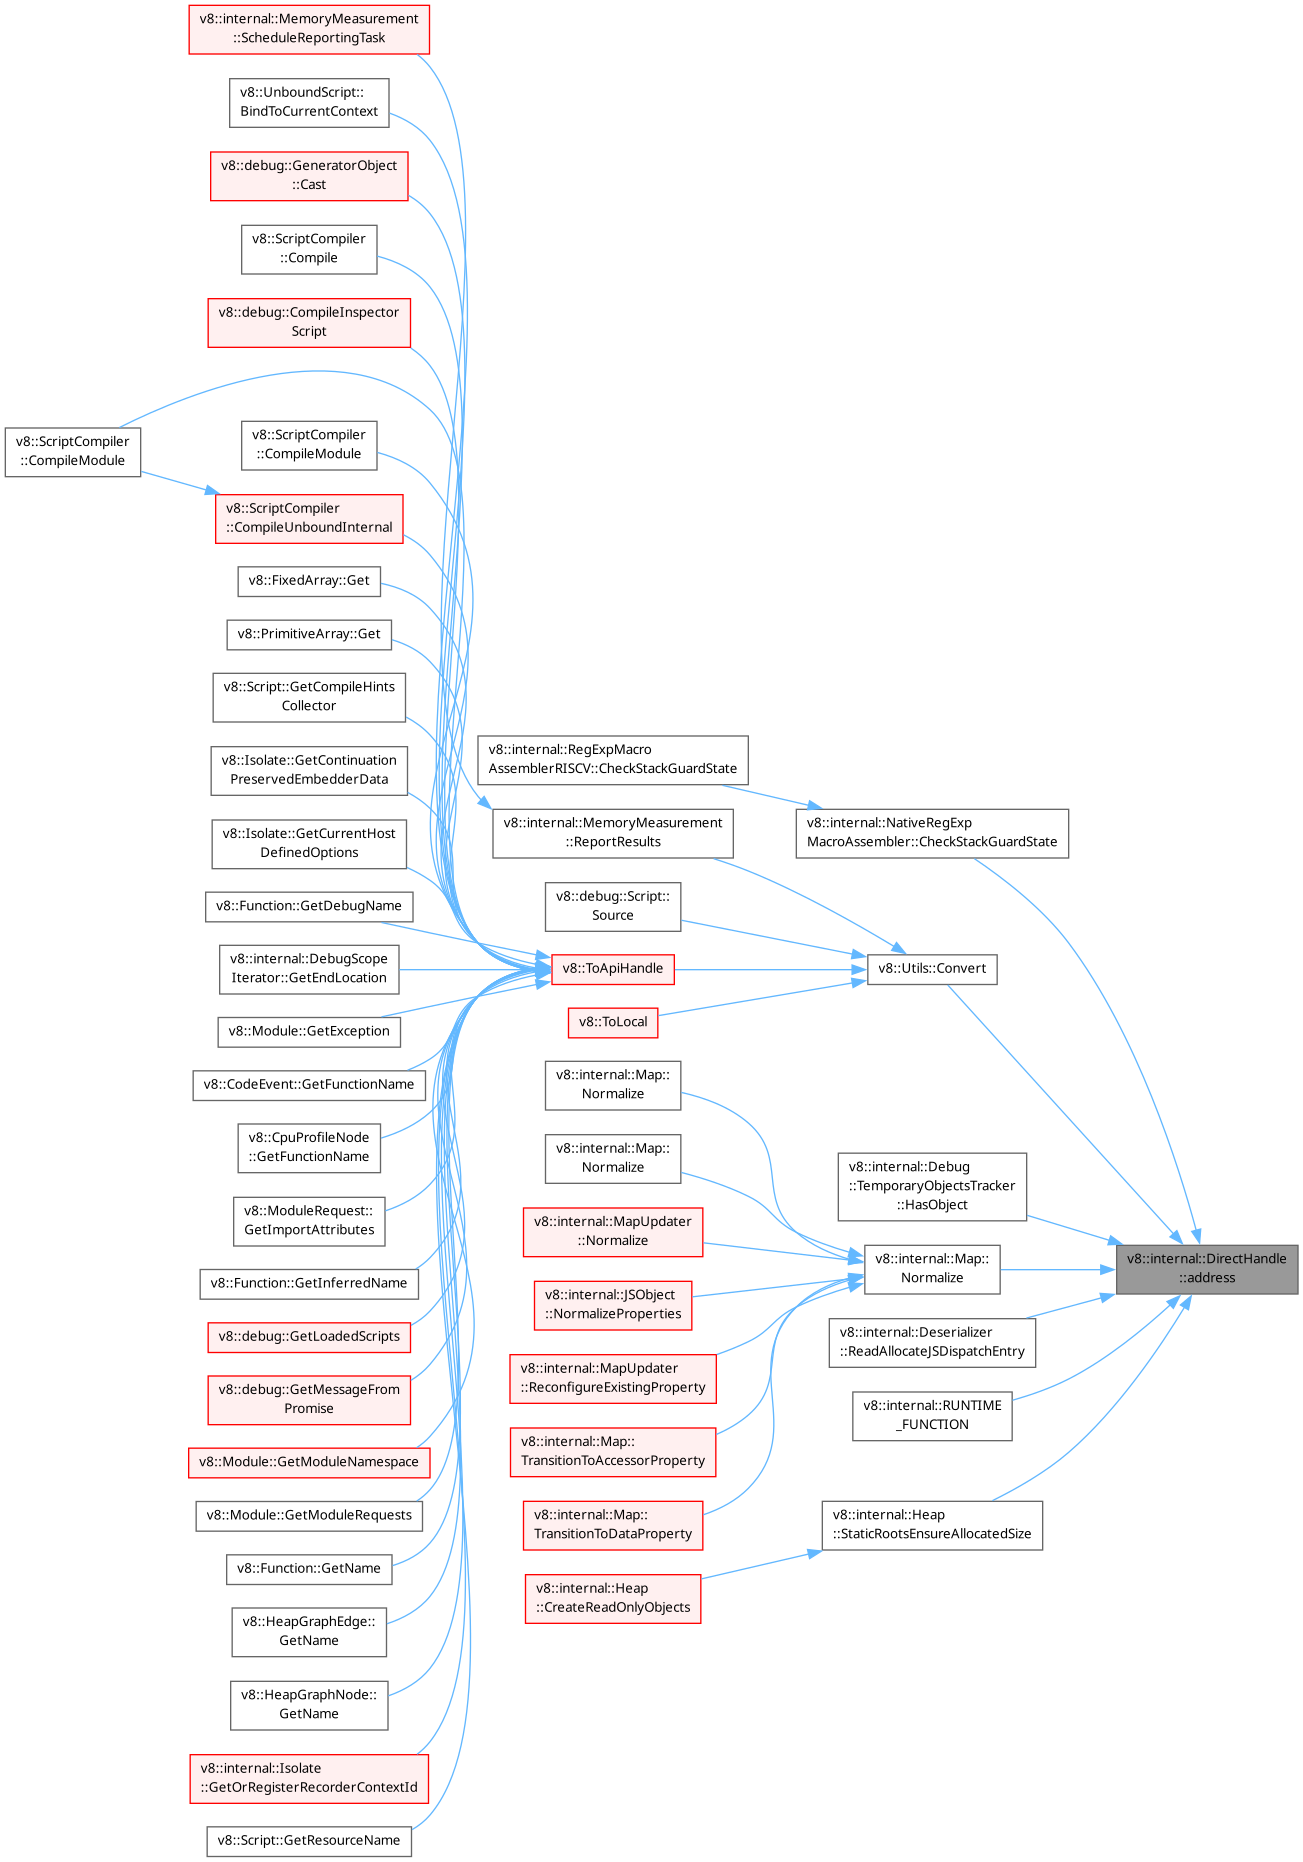 v8::internal::MemoryMeasurement
::ScheduleReportingTask
v8::UnboundScript::
BindToCurrentContext
v8::debug::GeneratorObject
::Cast
v8::ScriptCompiler
::Compile
v8::debug::CompileInspector
Script
v8::ScriptCompiler
::CompileModule
v8::ScriptCompiler
::CompileModule
v8::ScriptCompiler
::CompileUnboundInternal
v8::FixedArray::Get
v8::PrimitiveArray::Get
v8::Script::GetCompileHints
Collector
v8::Isolate::GetContinuation
PreservedEmbedderData
v8::Isolate::GetCurrentHost
DefinedOptions
v8::Function::GetDebugName
v8::internal::DebugScope
Iterator::GetEndLocation
v8::Module::GetException
v8::CodeEvent::GetFunctionName
v8::CpuProfileNode
::GetFunctionName
v8::ModuleRequest::
GetImportAttributes
v8::Function::GetInferredName
v8::debug::GetLoadedScripts
v8::debug::GetMessageFrom
Promise
v8::Module::GetModuleNamespace
v8::Module::GetModuleRequests
v8::Function::GetName
v8::HeapGraphEdge::
GetName
v8::HeapGraphNode::
GetName
v8::internal::Isolate
::GetOrRegisterRecorderContextId
v8::Script::GetResourceName
v8::internal::RegExpMacro
AssemblerRISCV::CheckStackGuardState
v8::internal::MemoryMeasurement
::ReportResults
v8::debug::Script::
Source
v8::ToApiHandle
v8::ToLocal
v8::internal::Map::
Normalize
v8::internal::Map::
Normalize
v8::internal::MapUpdater
::Normalize
v8::internal::JSObject
::NormalizeProperties
v8::internal::MapUpdater
::ReconfigureExistingProperty
v8::internal::Map::
TransitionToAccessorProperty
v8::internal::Map::
TransitionToDataProperty
v8::internal::Heap
::CreateReadOnlyObjects
v8::internal::NativeRegExp
MacroAssembler::CheckStackGuardState
v8::Utils::Convert
v8::internal::Debug
::TemporaryObjectsTracker
::HasObject
v8::internal::Map::
Normalize
v8::internal::Deserializer
::ReadAllocateJSDispatchEntry
v8::internal::RUNTIME
_FUNCTION
v8::internal::Heap
::StaticRootsEnsureAllocatedSize
v8::internal::DirectHandle
::address